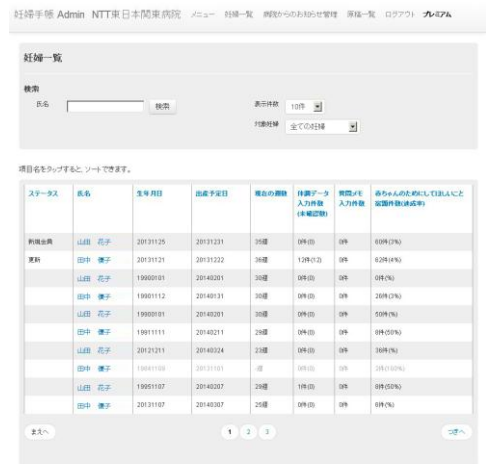 妊婦手帳 Admin NTT東日本関東病院 メニュー 妊婦一覧 病院からのお知らせ管理 原稿一覧 ログアウト プレミアム
妊婦一覧
検索
氏名 検索 表示件数 10件
対象妊婦 全ての妊婦
項目名をタップすると、ソートできます。
ステータス 氏名 生年月日 出産予定日 現在の週数 体調データ 質問メモ 赤ちゃんのためにしてほしいこと
入力件数 入力件数 宿題件数(達成率)
(未確認数)
新規会員 山田 花子 20131125 20131231 35週 0件(0) 0件 60件(3%)
更新 田中 優子 20131121 20131222 36週 12件(12) 0件 62件(4%)
山田 花子 19900101 20140201 30週 0件(0) 0件 0件(%)
田中 優子 19901112 20140131 30週 0件(0) 0件 26件(3%)
山田 花子 19900101 20140201 30週 0件(0) 0件 50件(%)
田中 優子 19911111 20140211 29週 0件(0) 0件 8件(50%)
山田 花子 20121211 20140324 23週 0件(0) 0件 36件(%)
田中 優子 -週 0件(0) 0件 2件(100%)
山田 花子 19951107 20140207 29週 1件(0) 0件 8件(50%)
田中 優子 20131107 20140307 25週 0件(0) 0件 6件(%)
まえへ 1 2 3 つぎへ